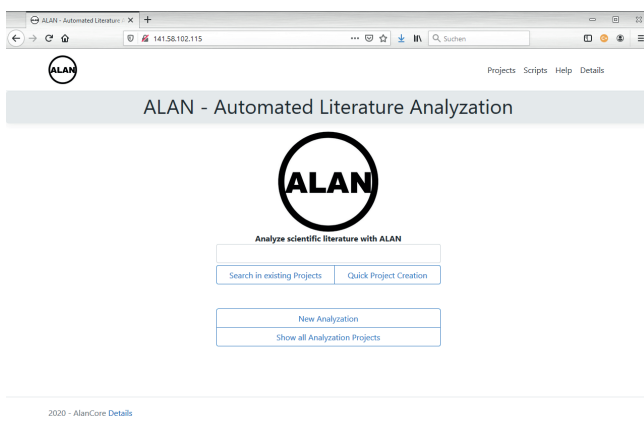 ALAN - Automated Literature
141.58.102.115
Suchen
ALAN
Projects Scripts Help Details
ALAN - Automated Literature Analyzation
ALAN
Analyze scientific literature with ALAN
Search in existing Projects
Quick Project Creation
New Analyzation
Show all Analyzation Projects
2020 - AlanCore Details